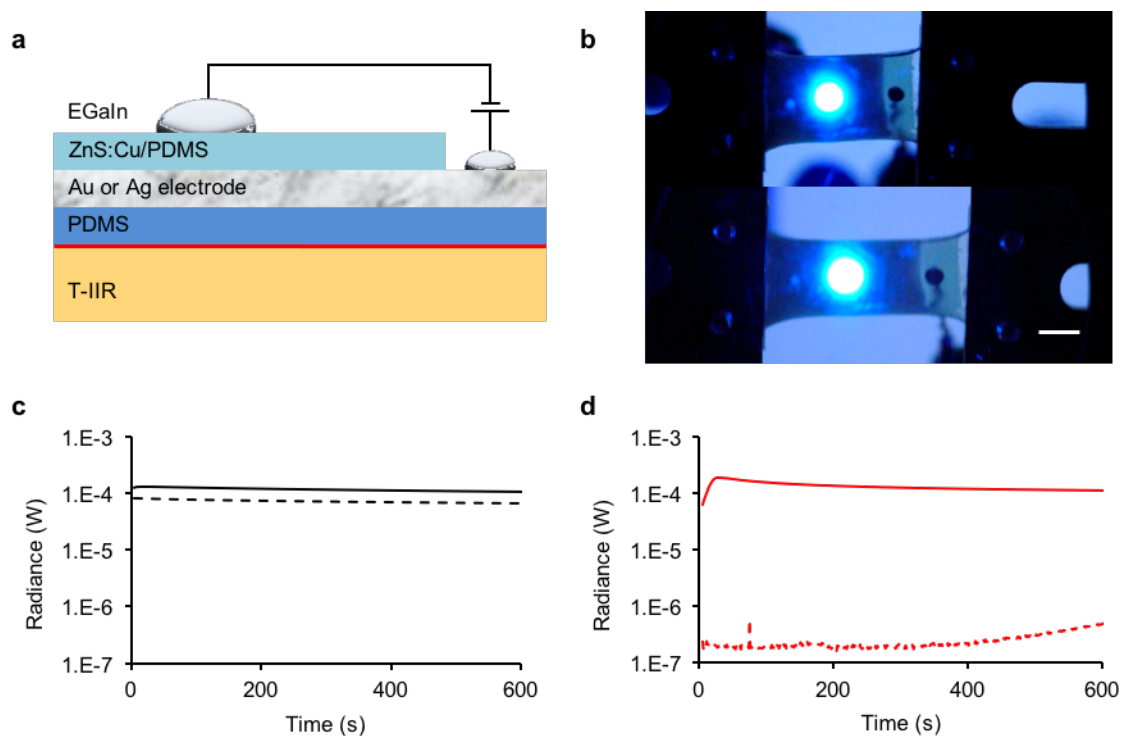 a
EGaIn
ZnS:Cu/PDMS
Au or Ag electrode
PDMS
T-IIR
b
c
1.E-3
1.E-4
1.E-5
1.E-6
1.E-7
Radiance (W)
0
200
400
600
Time (s)
d
1.E-3
1.E-4
1.E-5
1.E-6
1.E-7
Radiance (W)
0
200
400
600
Time (s)